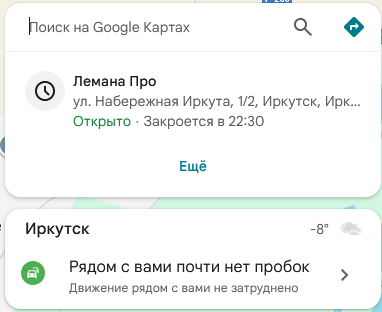 Поиск на Google Картах
Лемана Про
ул. Набережная Иркута, 1/2, Иркутск, Ирк...
Открыто · Закроется в 22:30
Ещё
Иркутск
-8°
Рядом с вами почти нет пробок
Движение рядом с вами не затруднено